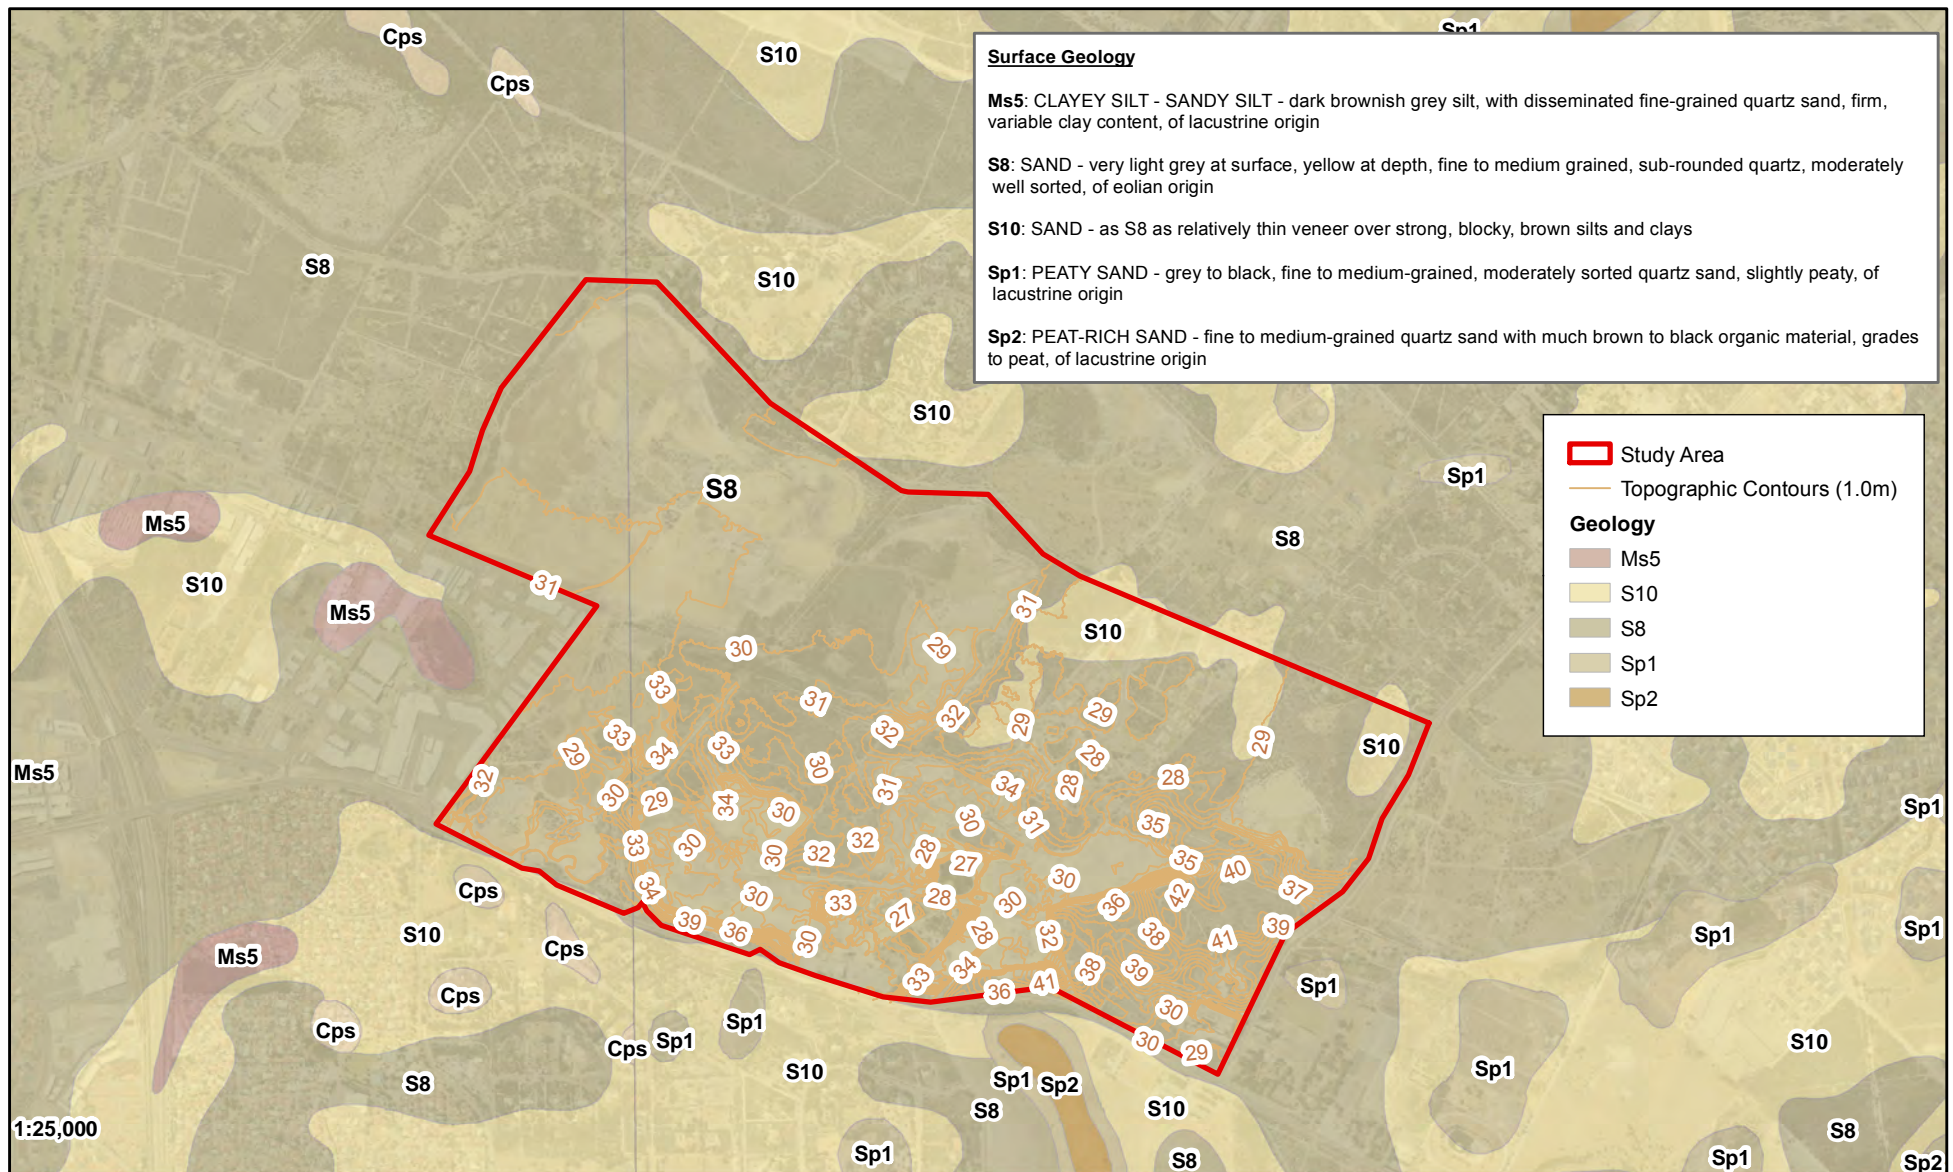 Cps
S10
Sp1
Cps
Surface Geology
Ms5: CLAYEY SILT - SANDY SILT - dark brownish grey silt, with disseminated fine-grained quartz sand, firm,
variable clay content, of lacustrine origin
S8: SAND - very light grey at surface, yellow at depth, fine to medium grained, sub-rounded quartz, moderately
well sorted, of eolian origin
S10: SAND - as S8 as relatively thin veneer over strong, blocky, brown silts and clays
Sp1: PEATY SAND - grey to black, fine to medium-grained, moderately sorted quartz sand, slightly peaty, of
lacustrine origin
Sp2: PEAT-RICH SAND - fine to medium-grained quartz sand with much brown to black organic material, grades
to peat, of lacustrine origin
S8
S10
S10
Study Area
Topographic Contours (1.0m)
Geology
Ms5
S10
S8
Sp1
Sp2
Sp1
S8
Ms5
S8
S10
31
Ms5
31
S10
30
29
33
31
32
29
29
33
32
29
S10
34
33
29
28
30
32
28
Ms5
34
28
30
31
29
34
30
Sp1
30
31
35
33
30
32
32
30
28
27
35
40
30
34
Cps
37
42
30
28
30
33
36
27
39
36
39
S10
28
32
38
41
Sp1
Sp1
30
Cps
Ms5
34
38
39
33
Sp1
41
36
Cps
30
Sp1
Cps
Sp1
Cps
30
S10
29
Sp1
S10
Sp1
Sp2
S8
S10
S8
1:25,000
S8
Sp1
S8
Sp1
Sp2